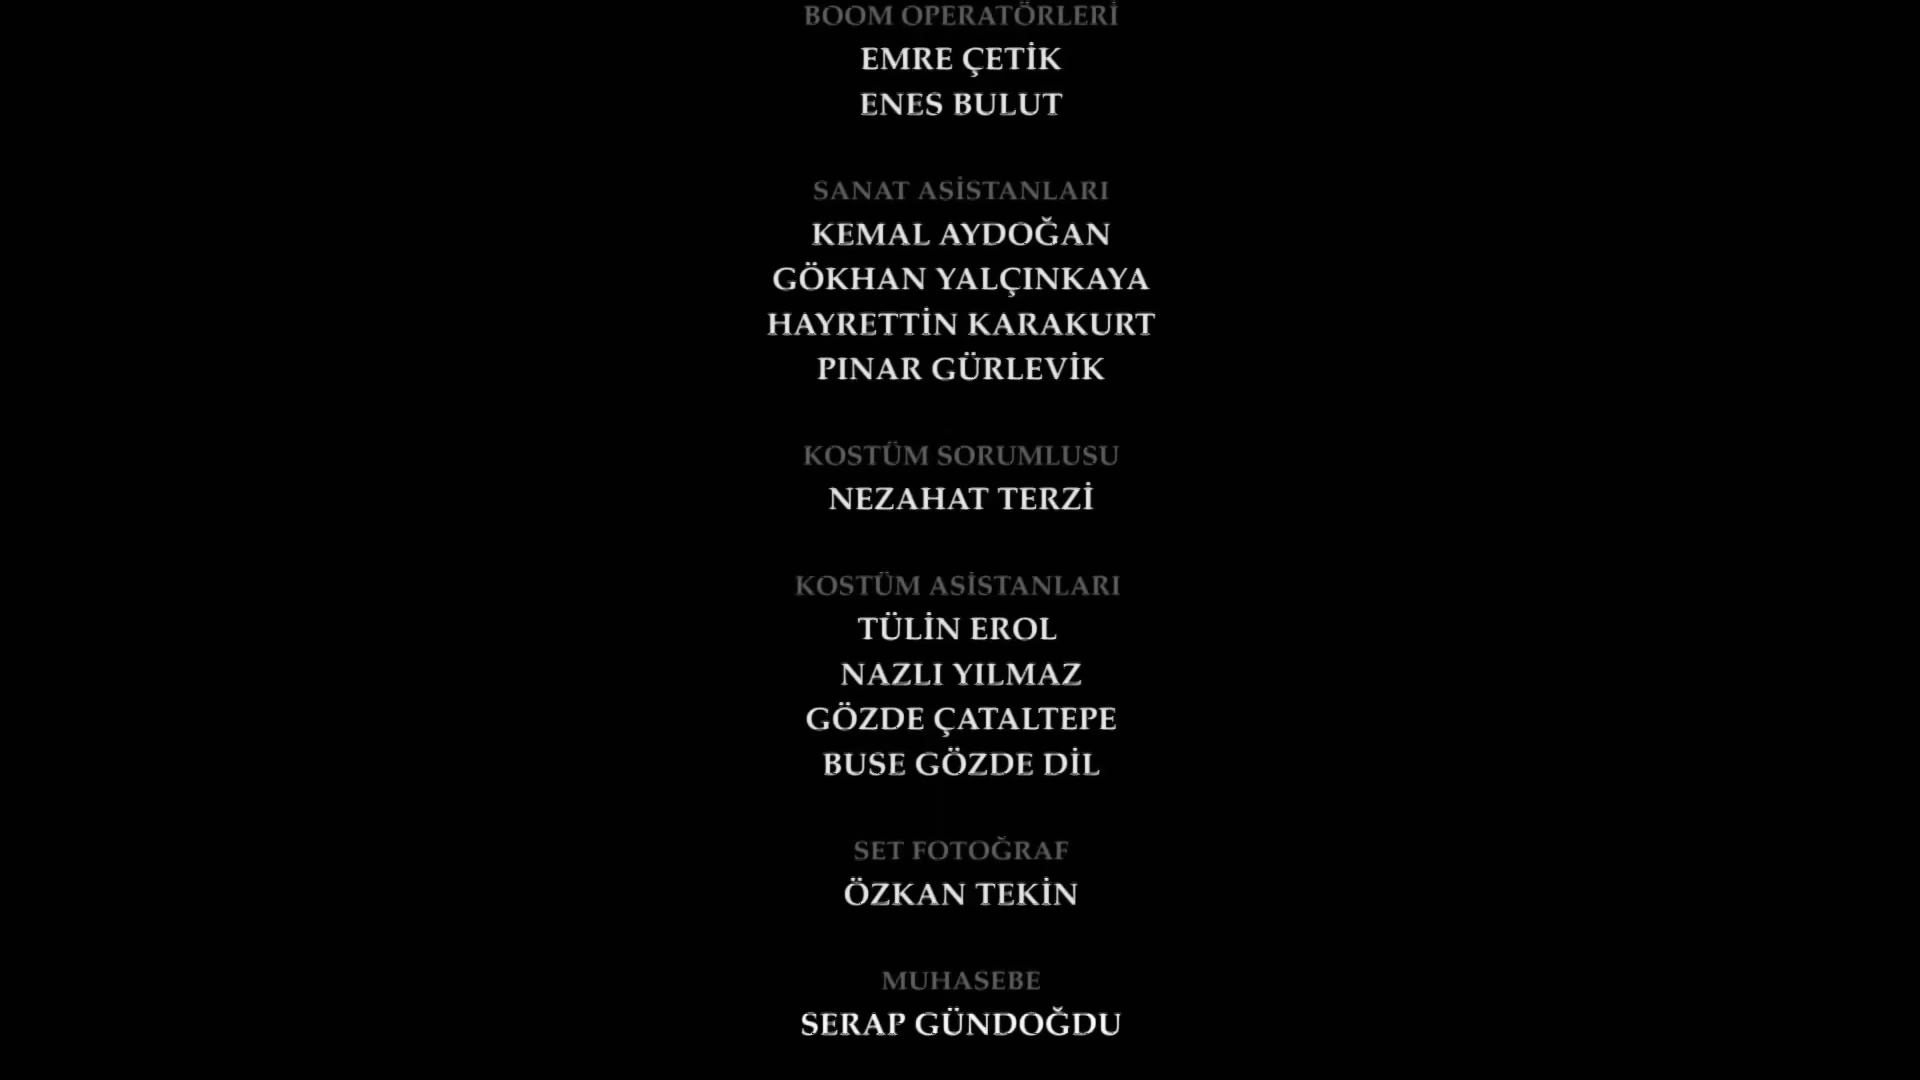 BOOM OPERATÖRLERİ
EMRE ÇETİK
ENES BULUT
SANAT ASİSTANLARI
KEMAL AYDOĞAN
GÖKHAN YALÇINKAYA
HAYRETTİN KARAKURT
PINAR GÜRLEVİK
KOSTÜM SORUMLUSU
NEZAHAT TERZİ
KOSTÜM ASİSTANLARI
TÜLİN EROL
NAZLI YILMAZ
GÖZDE ÇATALTEPE
BUSE GÖZDE DİL
SET FOTOĞRAF
ÖZKAN TEKİN
MUHASEBE
SERAP GÜNDOĞDU